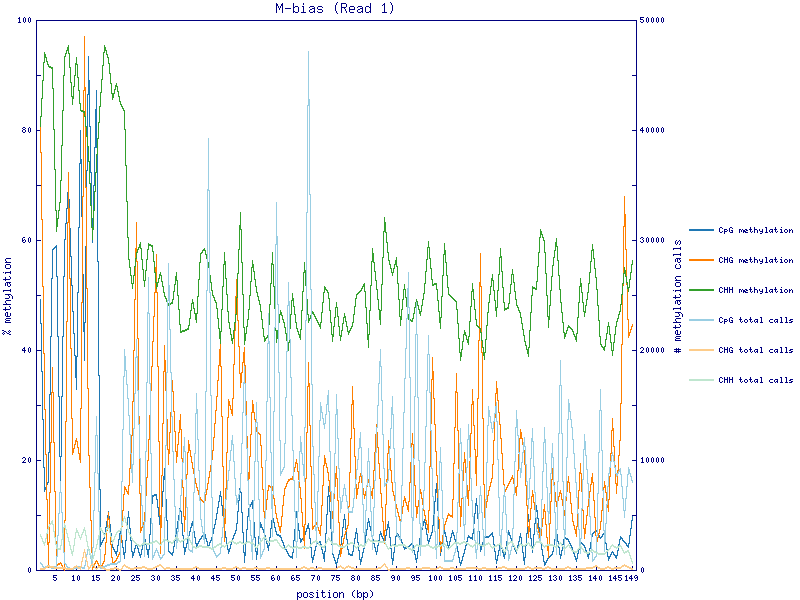 M-bias (Read 1)
100
80
60
40
20
0
% methylation
50000
40000
30000
20000
10000
0
# methylation calls
CpG methylation
CHG methylation
CHH methylation
CpG total calls
CHG total calls
CHH total calls
5 10 15 20 25 30 35 40 45 50 55 60 65 70 75 80 85 90 95 100 105 110 115 120 125 130 135 140 145 149
position (bp)